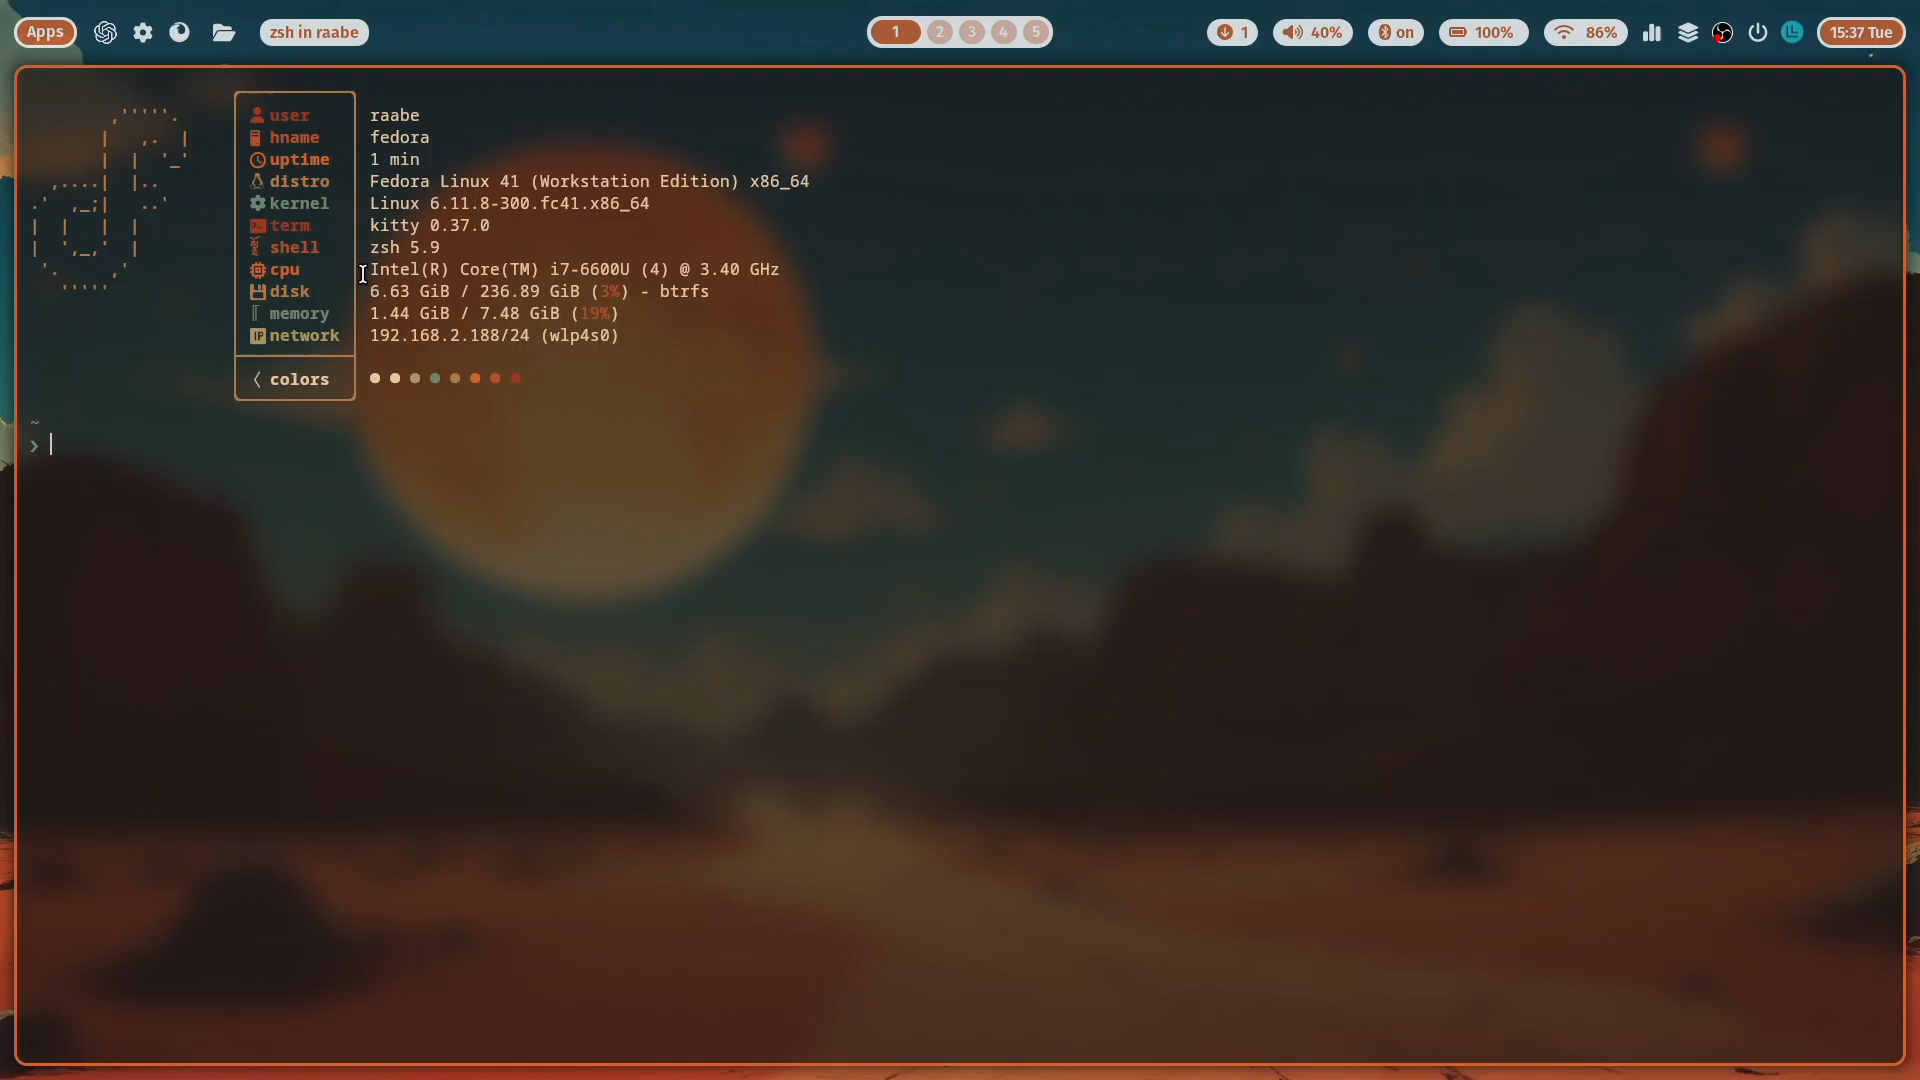 Apps zsh in raabe 1 2 3 4 5 1 40% on 100% 86% 15:37 Tue
user raabe
hname fedora
uptime 1 min
distro Fedora Linux 41 (Workstation Edition) x86_64
kernel Linux 6.11.8-300.fc41.x86_64
term kitty 0.37.0
shell zsh 5.9
cpu Intel(R) Core(TM) i7-6600U (4) @ 3.40 GHz
disk 6.63 GiB / 236.89 GiB (3%) - btrfs
memory 1.44 GiB / 7.48 GiB (19%)
IP network 192.168.2.188/24 (wlp4s0)
colors
~
❯